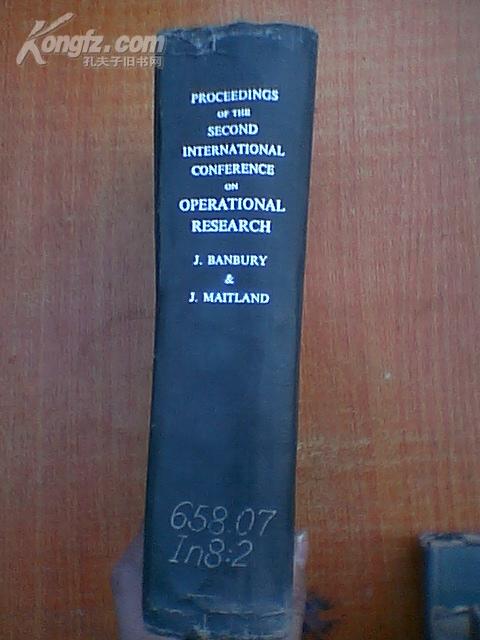 Kongfz.com
孔夫子旧书网
PROCEEDINGS
OF THE
SECOND
INTERNATIONAL
CONFERENCE
ON
OPERATIONAL
RESEARCH
J. BANBURY
&
J. MAITLAND
658.07
In8:2